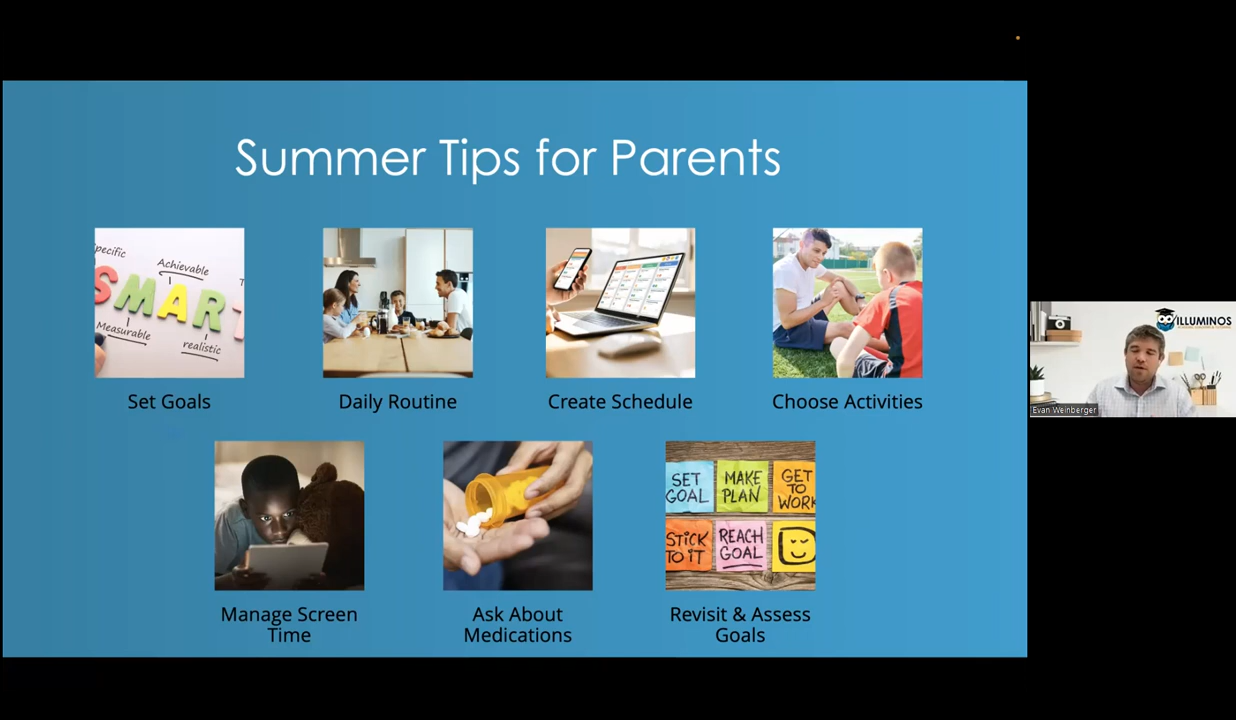 Summer Tips for Parents
pecific
Achievable
T
SMART
Measurable
realistic
Set Goals
Daily Routine
Create Schedule
Choose Activities
ILLUMINOS
Evan Weinberger
SET
GOAL
MAKE
PLAN
GET
TO
WORK
STICK
TO IT
REACH
GOAL
Manage Screen
Time
Ask About
Medications
Revisit & Assess
Goals